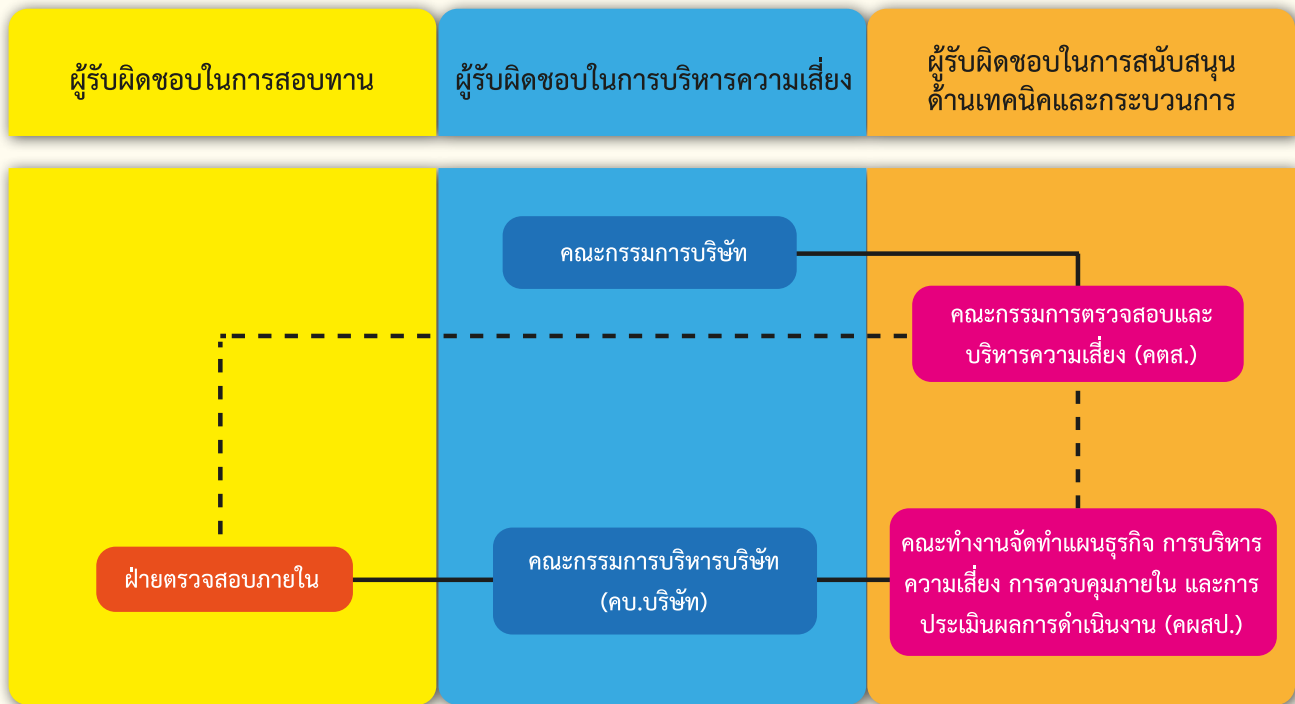 ผู้รับผิดชอบในการสอบทาน
ผู้รับผิดชอบในการบริหารความเสี่ยง
ผู้รับผิดชอบในการสนับสนุน
ด้านเทคนิคและกระบวนการ
คณะกรรมการบริษัท
คณะกรรมการตรวจสอบและ
บริหารความเสี่ยง (คตส.)
ฝ่ายตรวจสอบภายใน
คณะกรรมการบริหารบริษัท
(คบ.บริษัท)
คณะทำงานจัดทำแผนธุรกิจ การบริหาร
ความเสี่ยง การควบคุมภายใน และการ
ประเมินผลการดำเนินงาน (คผสป.)